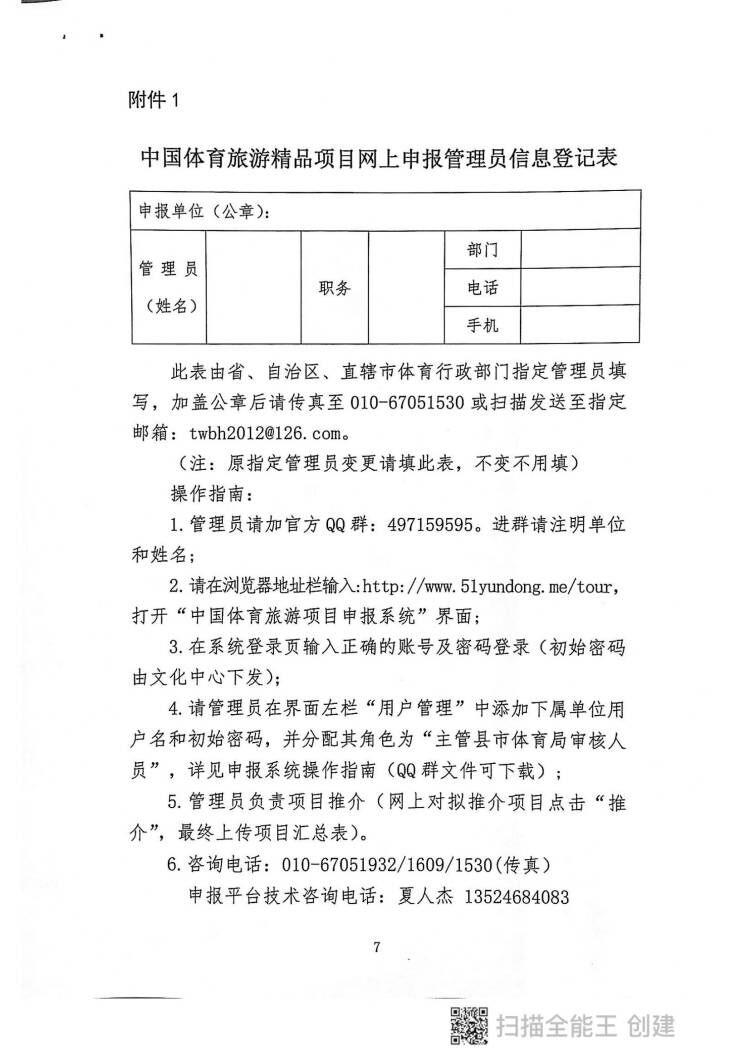 附件1
中国体育旅游精品项目网上申报管理员信息登记表
申报单位（公章）：
管理员
（姓名）
职务
部门
电话
手机
此表由省、自治区、直辖市体育行政部门指定管理员填
写，加盖公章后请传真至010-67051530或扫描发送至指定
邮箱：twbh2012@126.com。
（注：原指定管理员变更请填此表，不变不用填）
操作指南：
1.管理员请加官方QQ群：497159595。进群请注明单位
和姓名；
2.请在浏览器地址栏输入:http://www.51yundong.me/tour，
打开“中国体育旅游项目申报系统”界面；
3.在系统登录页输入正确的账号及密码登录（初始密码
由文化中心下发）；
4.请管理员在界面左栏“用户管理”中添加下属单位用
户名和初始密码，并分配其角色为“主管县市体育局审核人
员”，详见申报系统操作指南（QQ群文件可下载）；
5.管理员负责项目推介（网上对拟推介项目点击“推
介”，最终上传项目汇总表）。
6.咨询电话：010-67051932/1609/1530(传真）
申报平台技术咨询电话：夏人杰 13524684083
7
扫描全能王 创建